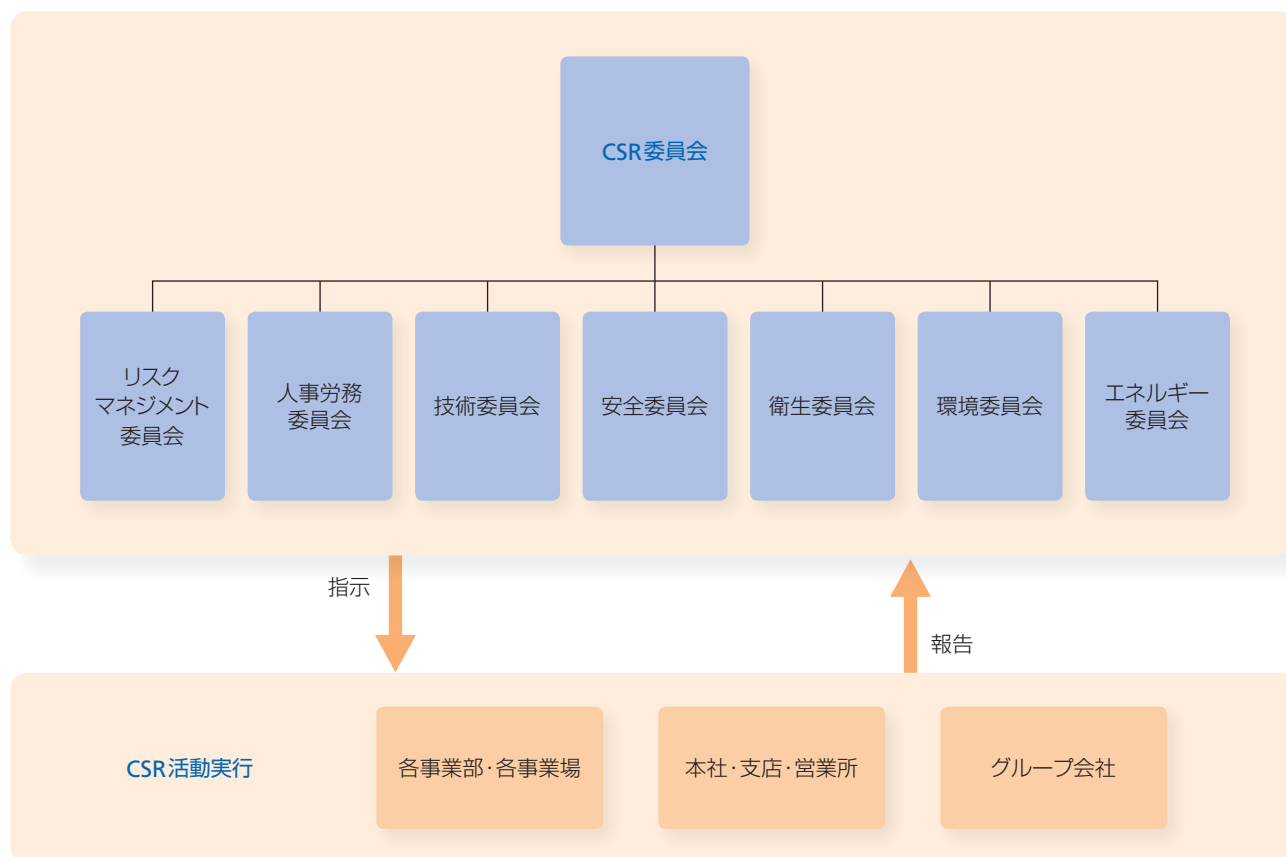 CSR委員会
リスク
マネジメント
委員会
人事労務
委員会
技術委員会
安全委員会
衛生委員会
環境委員会
エネルギー
委員会
指示
報告
CSR活動実行
各事業部·各事業場
本社·支店·営業所
グループ会社